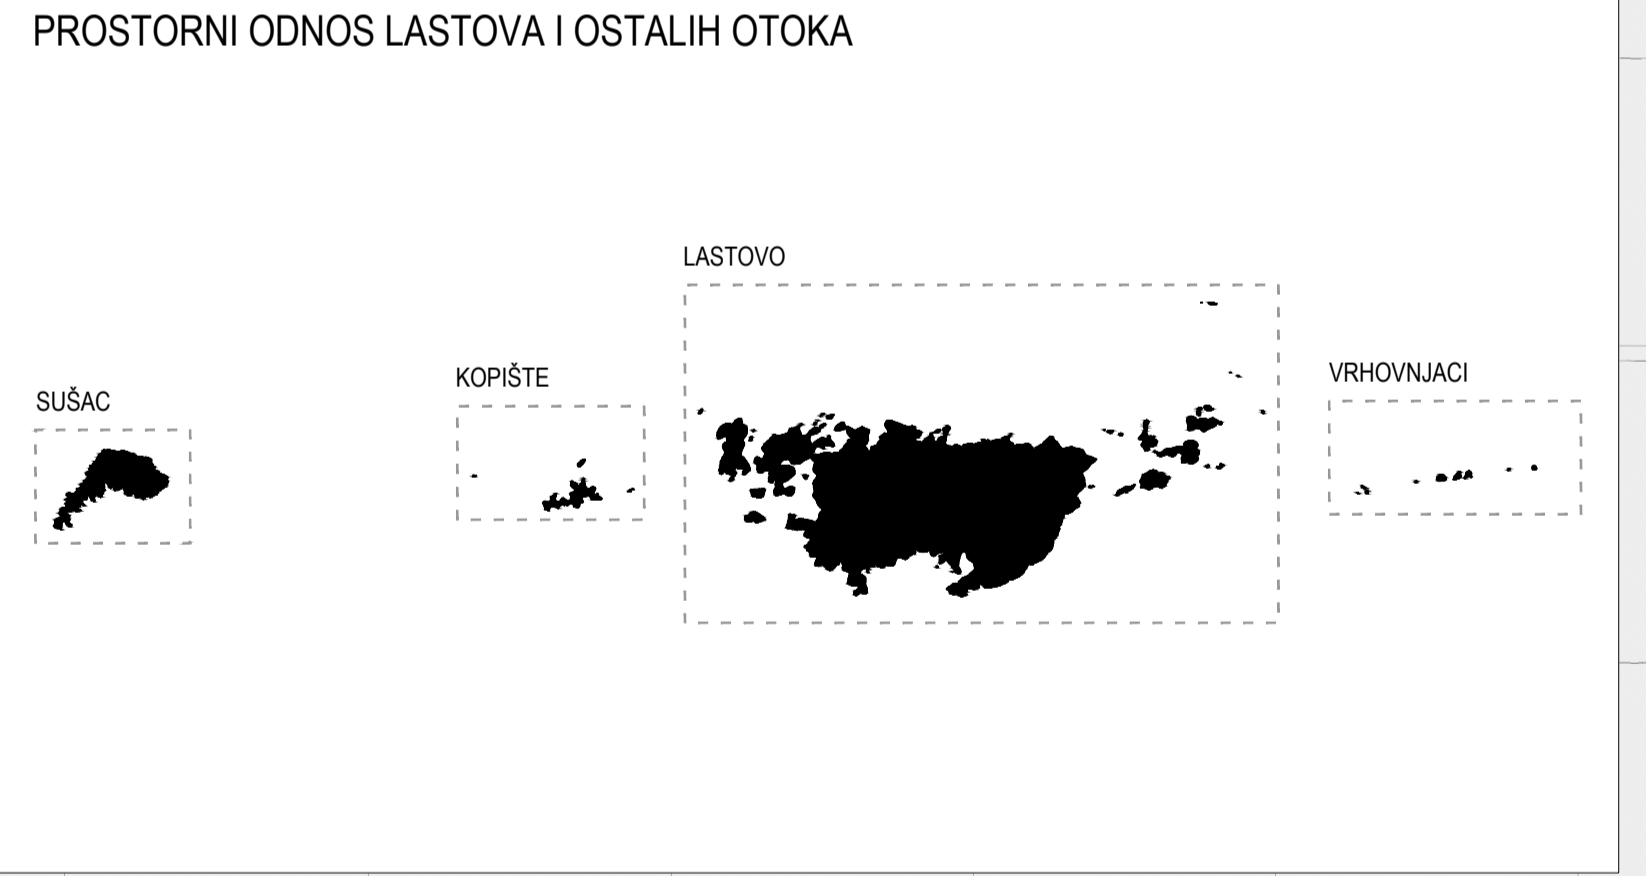 PROSTORNI ODNOS LASTOVA I OSTALIH OTOKA
LASTOVO
KOPIŠTE
VRHOVNJACI
SUŠAC